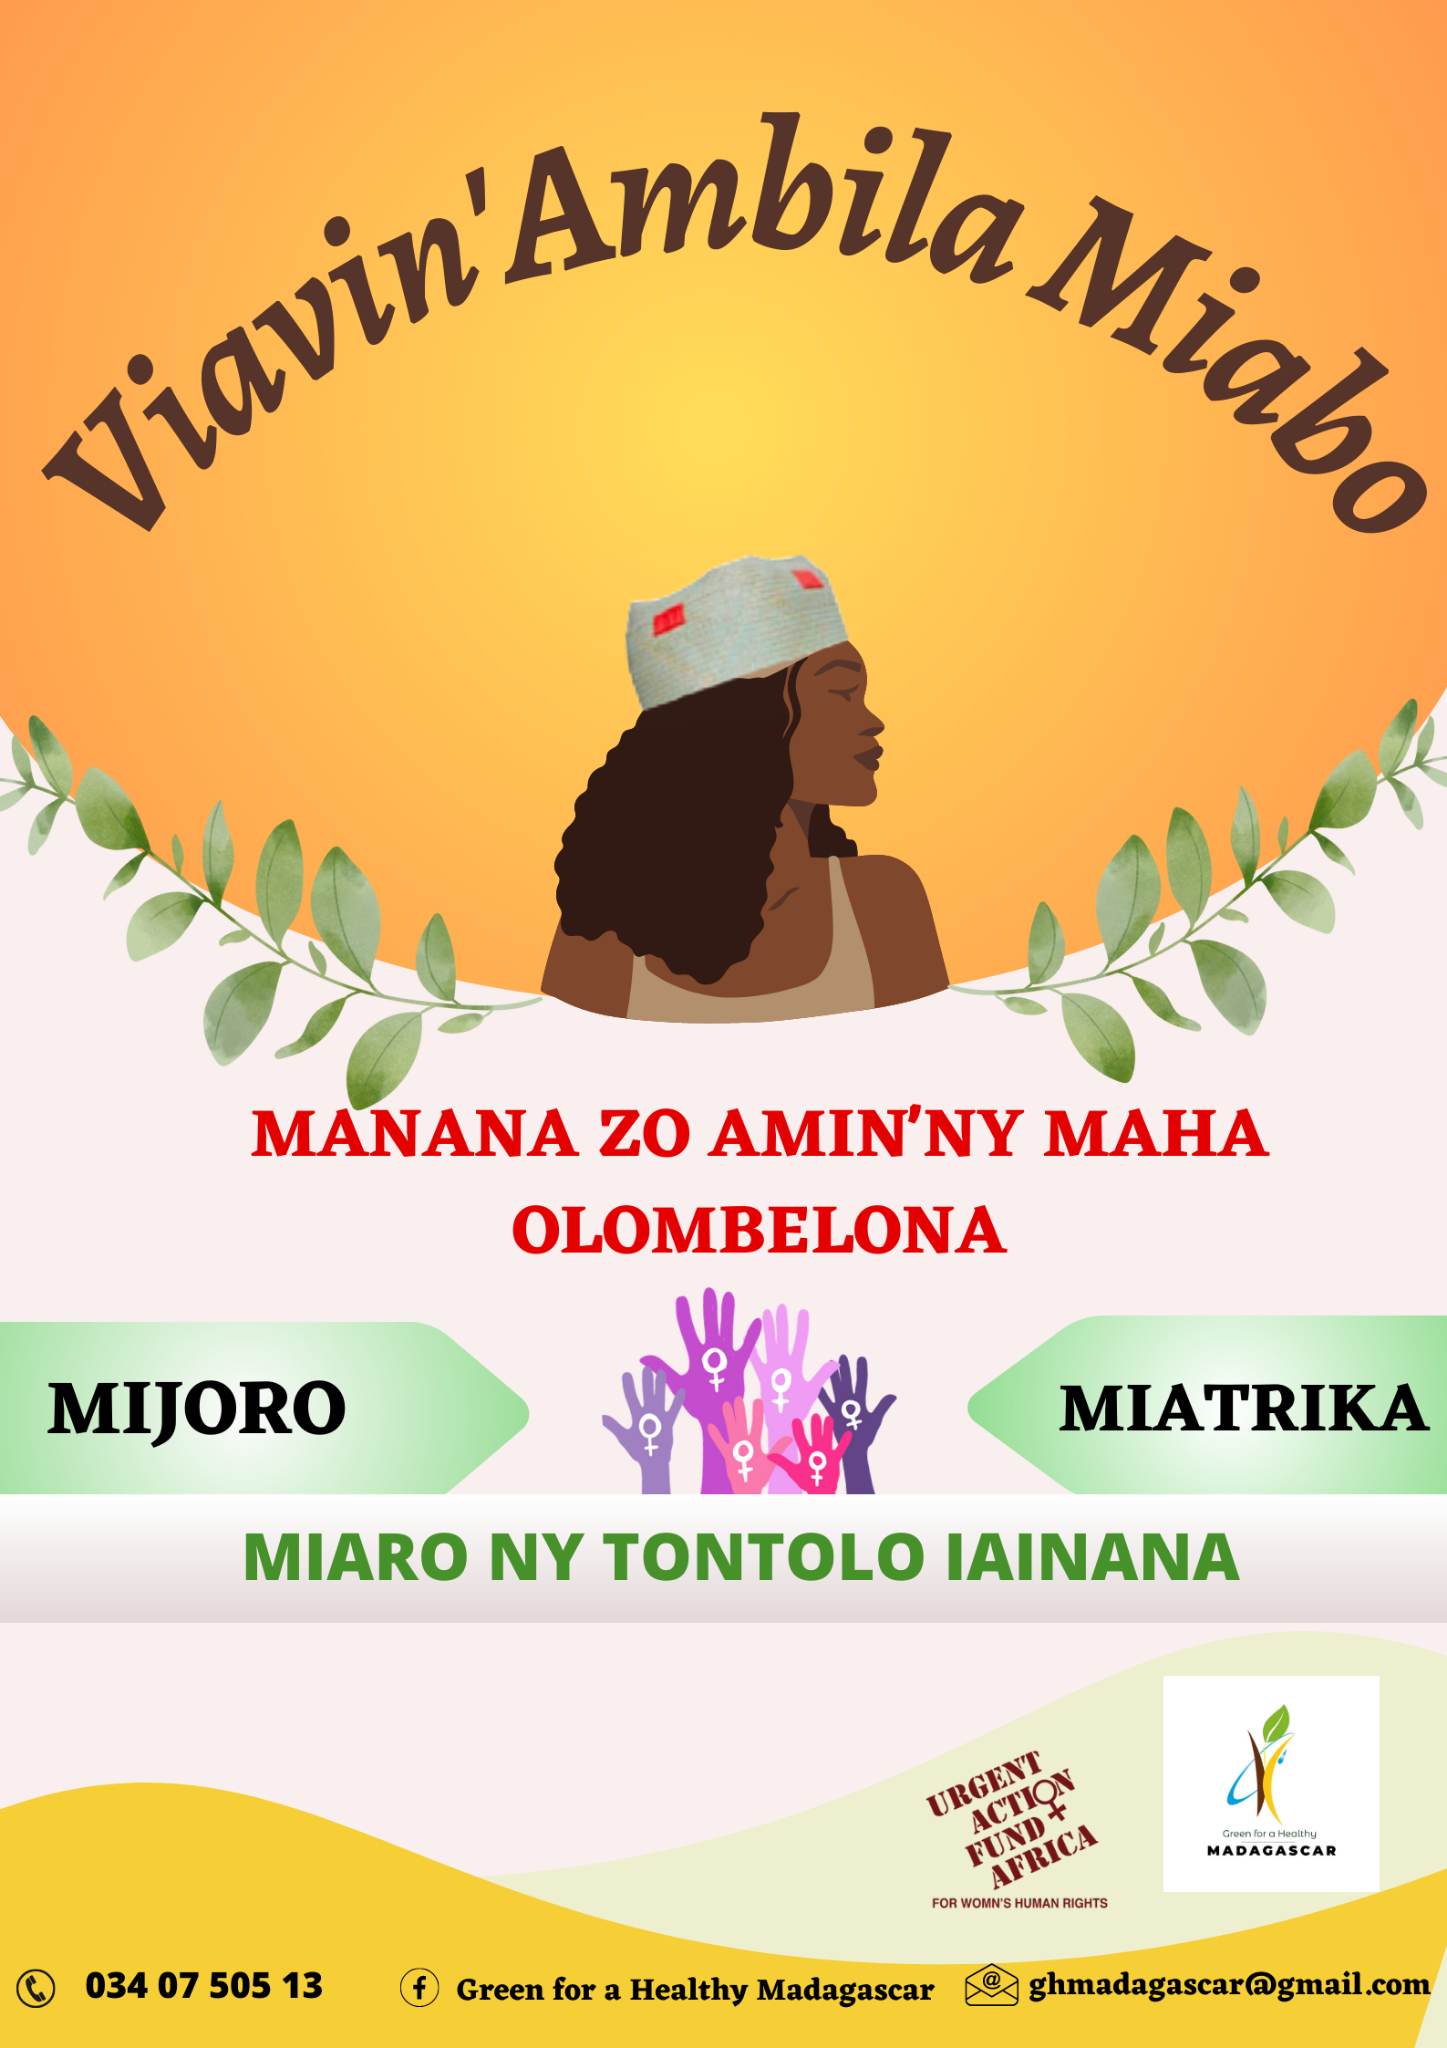 Viavin'Ambila Miabo
MANANA ZO AMIN'NY MAHA
OLOMBELONA
MIJORO
MIATRIKA
MIARO NY TONTOLO IAINANA
URGENT
ACTION
FUND
AFRICA
FOR WOMN'S HUMAN RIGHTS
Green for a Healthy
MADAGASCAR
034 07 505 13
Green for a Healthy Madagascar
ghmadagascar@gmail.com